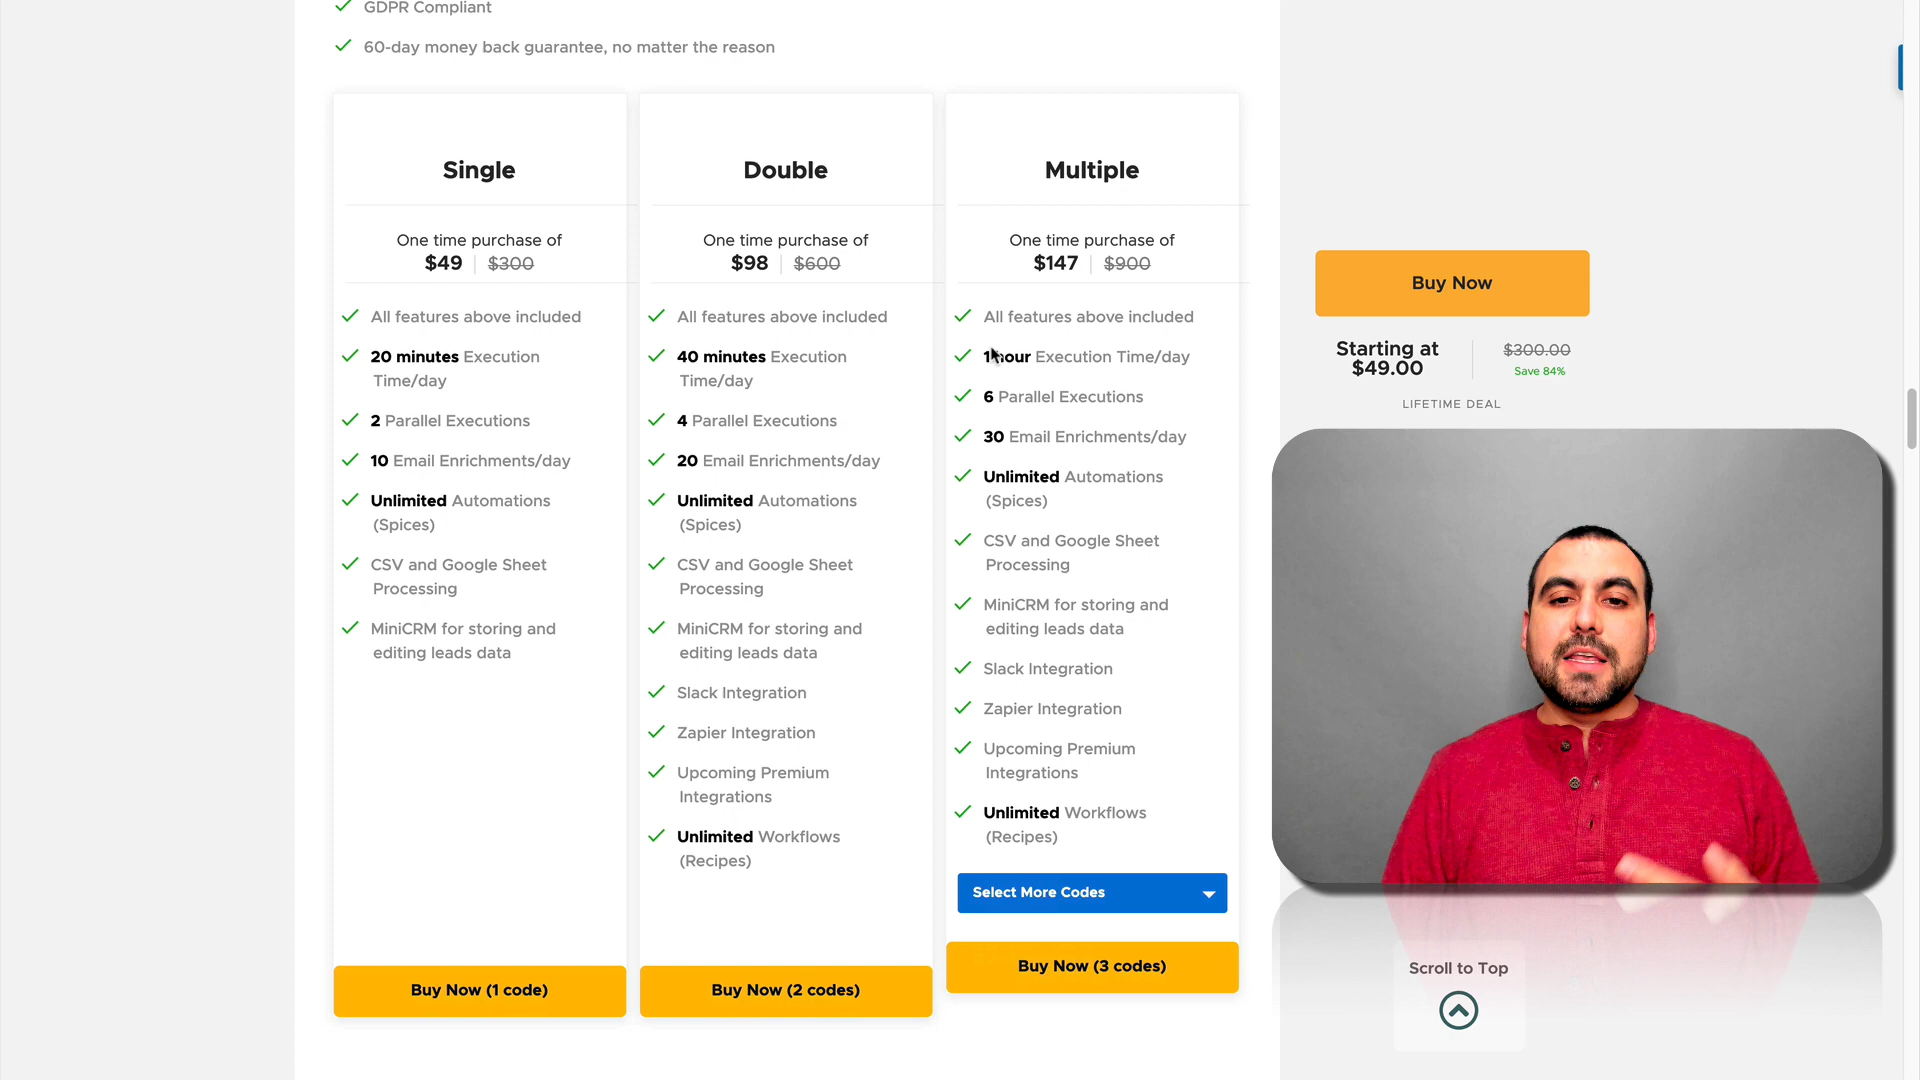 GDPR Compliant
60-day money back guarantee, no matter the reason
Single
One time purchase of
$49 $300
All features above included
20 minutes Execution
Time/day
2 Parallel Executions
10 Email Enrichments/day
Unlimited Automations
(Spices)
CSV and Google Sheet
Processing
MiniCRM for storing and
editing leads data
Buy Now (1 code)
Double
One time purchase of
$98 $600
All features above included
40 minutes Execution
Time/day
4 Parallel Executions
20 Email Enrichments/day
Unlimited Automations
(Spices)
CSV and Google Sheet
Processing
MiniCRM for storing and
editing leads data
Slack Integration
Zapier Integration
Upcoming Premium
Integrations
Unlimited Workflows
(Recipes)
Buy Now (2 codes)
Multiple
One time purchase of
$147 $900
All features above included
1 hour Execution Time/day
6 Parallel Executions
30 Email Enrichments/day
Unlimited Automations
(Spices)
CSV and Google Sheet
Processing
MiniCRM for storing and
editing leads data
Slack Integration
Zapier Integration
Upcoming Premium
Integrations
Unlimited Workflows
(Recipes)
Select More Codes
Buy Now (3 codes)
Buy Now
Starting at
$49.00
$300.00
Save 84%
LIFETIME DEAL
Scroll to Top